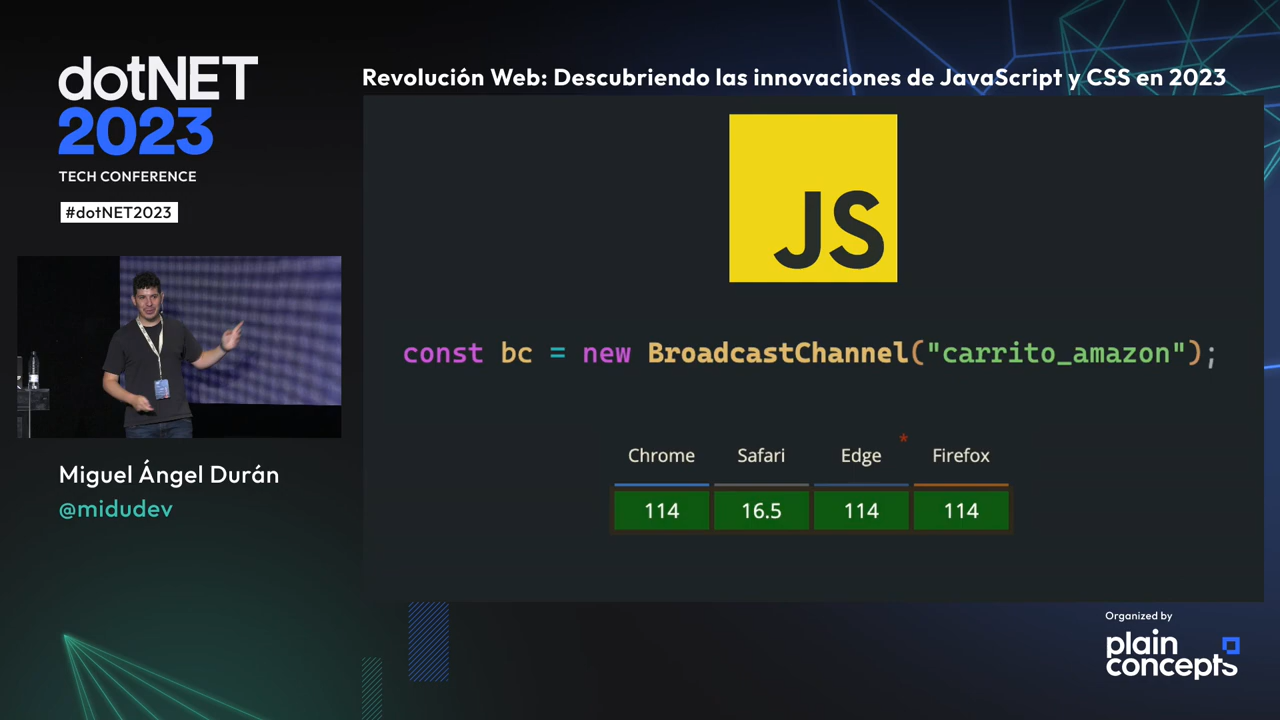 dotNET
2023
TECH CONFERENCE
#dotNET2023
Revolución Web: Descubriendo las innovaciones de JavaScript y CSS en 2023
JS
const bc = new BroadcastChannel("carrito_amazon");
Chrome Safari Edge * Firefox
114 16.5 114 114
Miguel Ángel Durán
@midudev
Organized by
plain
concepts